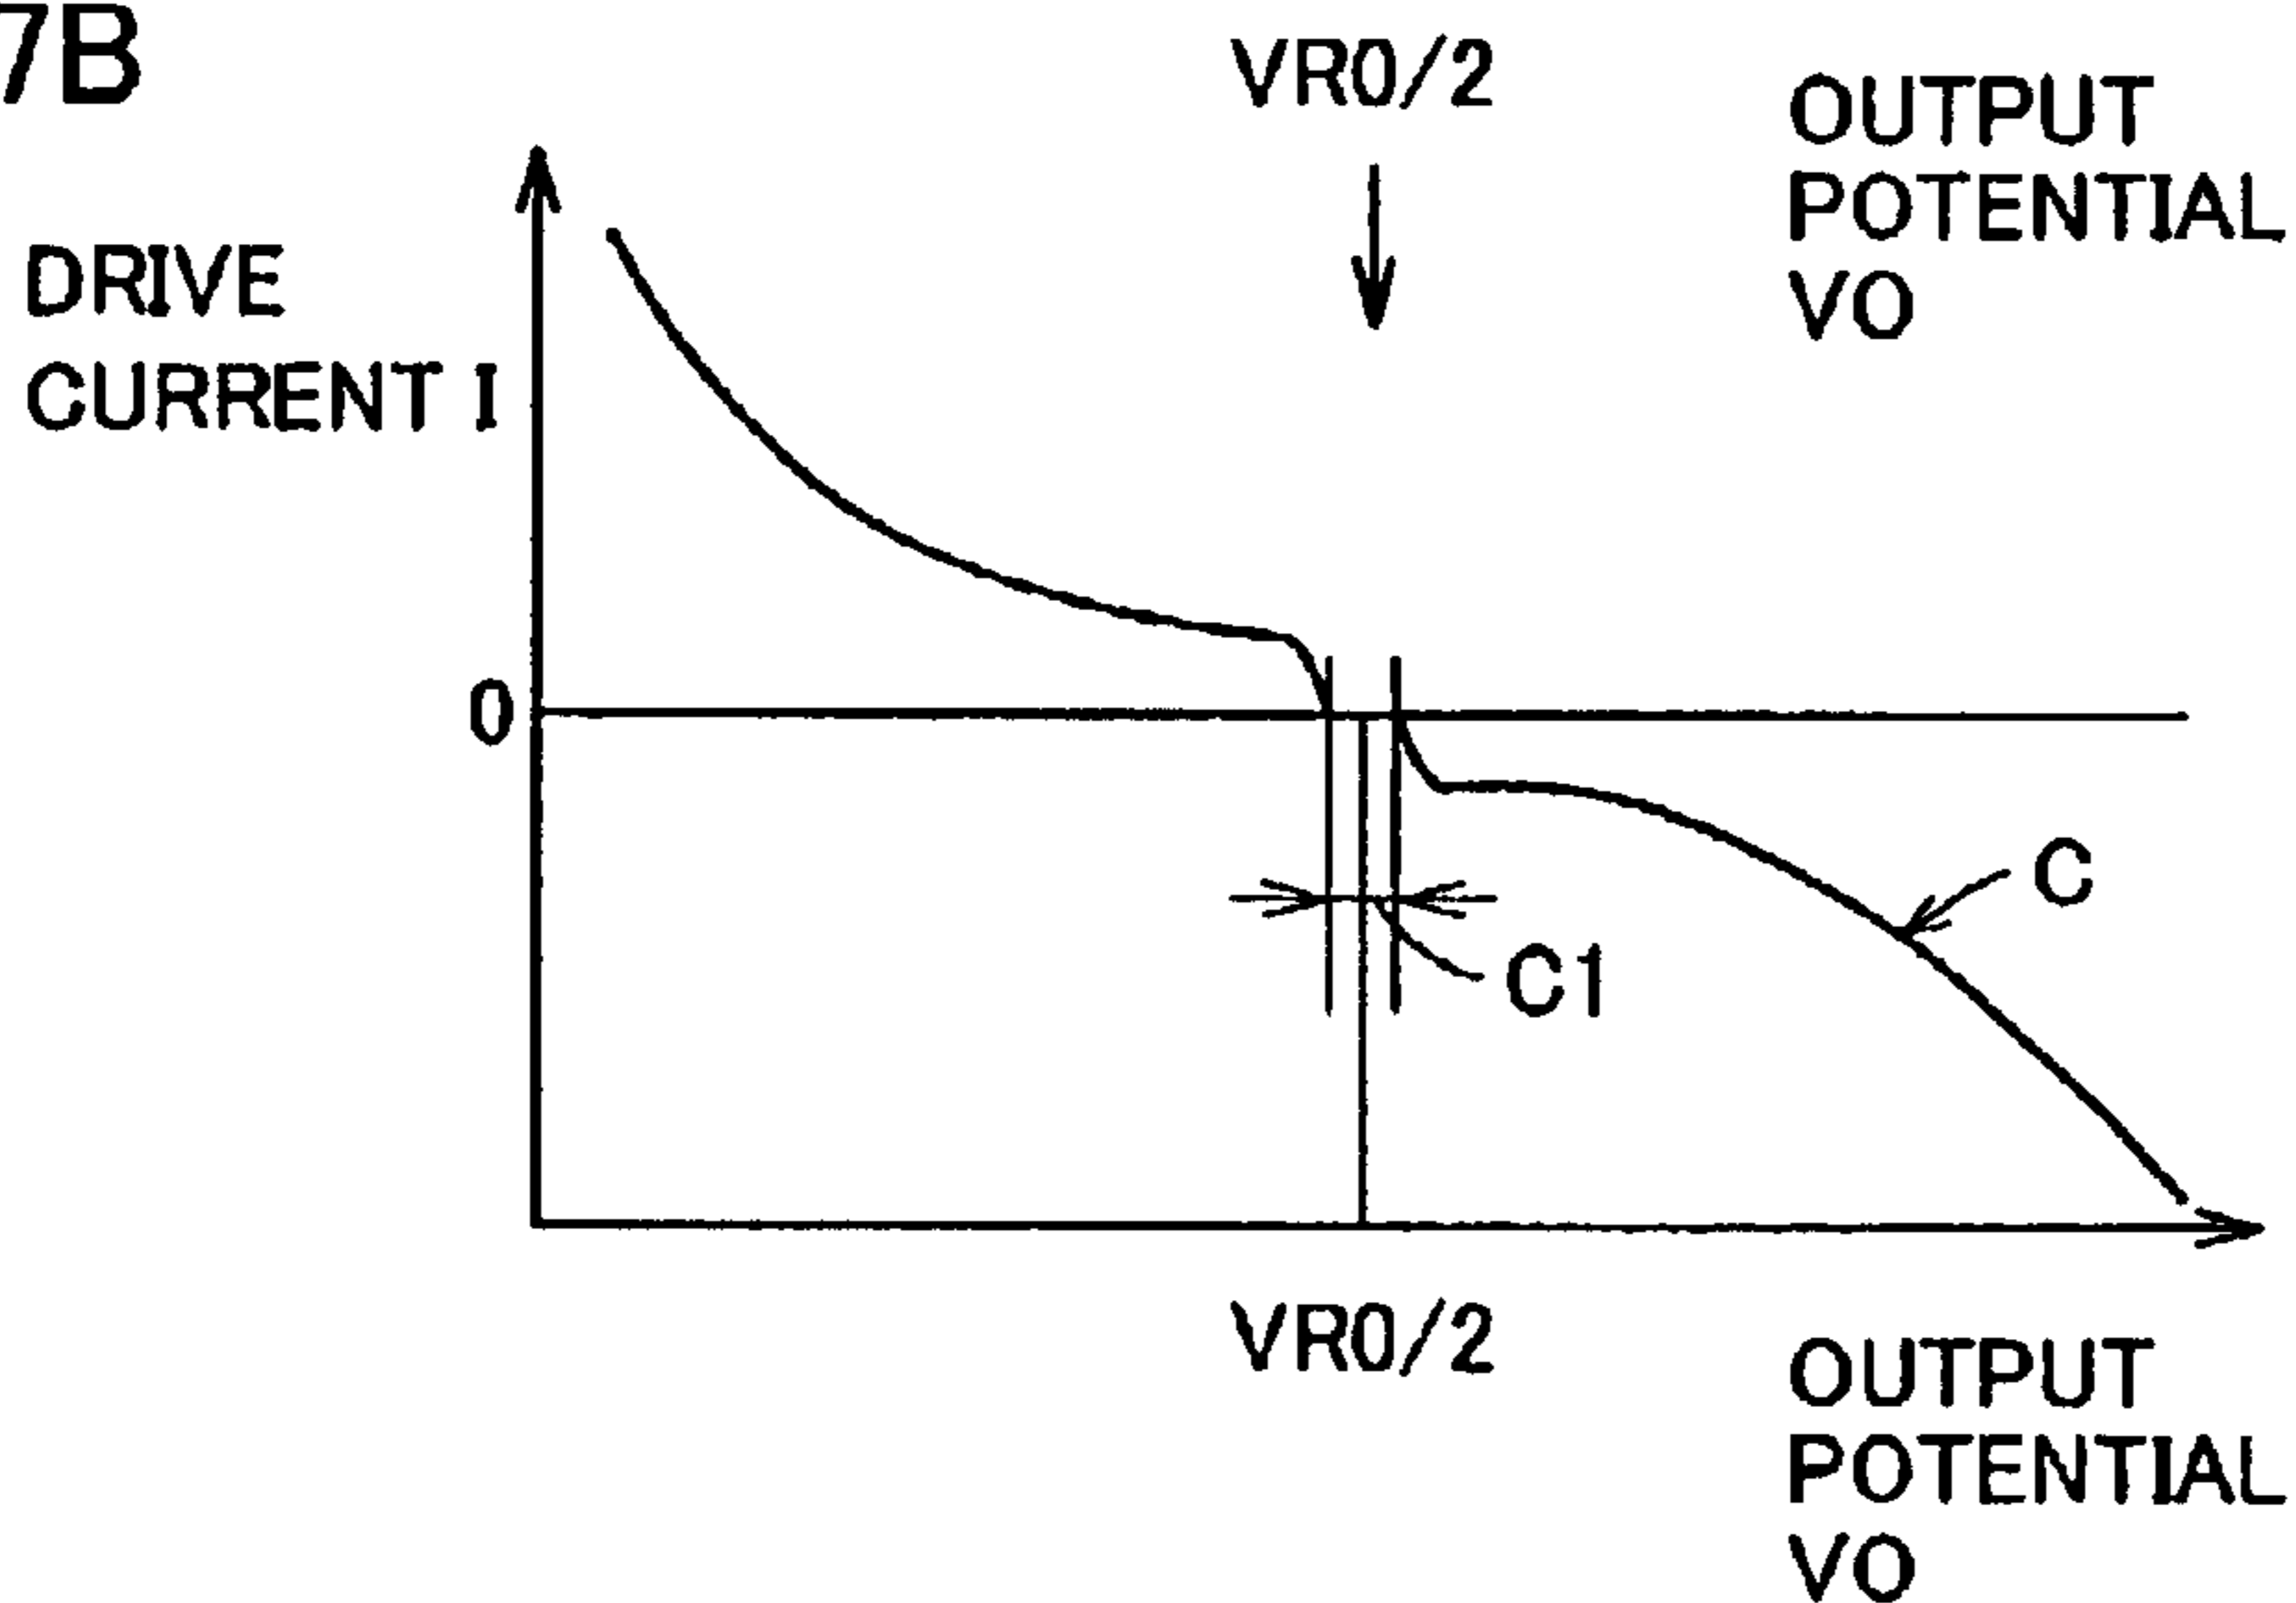 7B
VR0/2
OUTPUT
POTENTIAL
VO
DRIVE
CURRENT I
0
C
C1
VR0/2
OUTPUT
POTENTIAL
VO